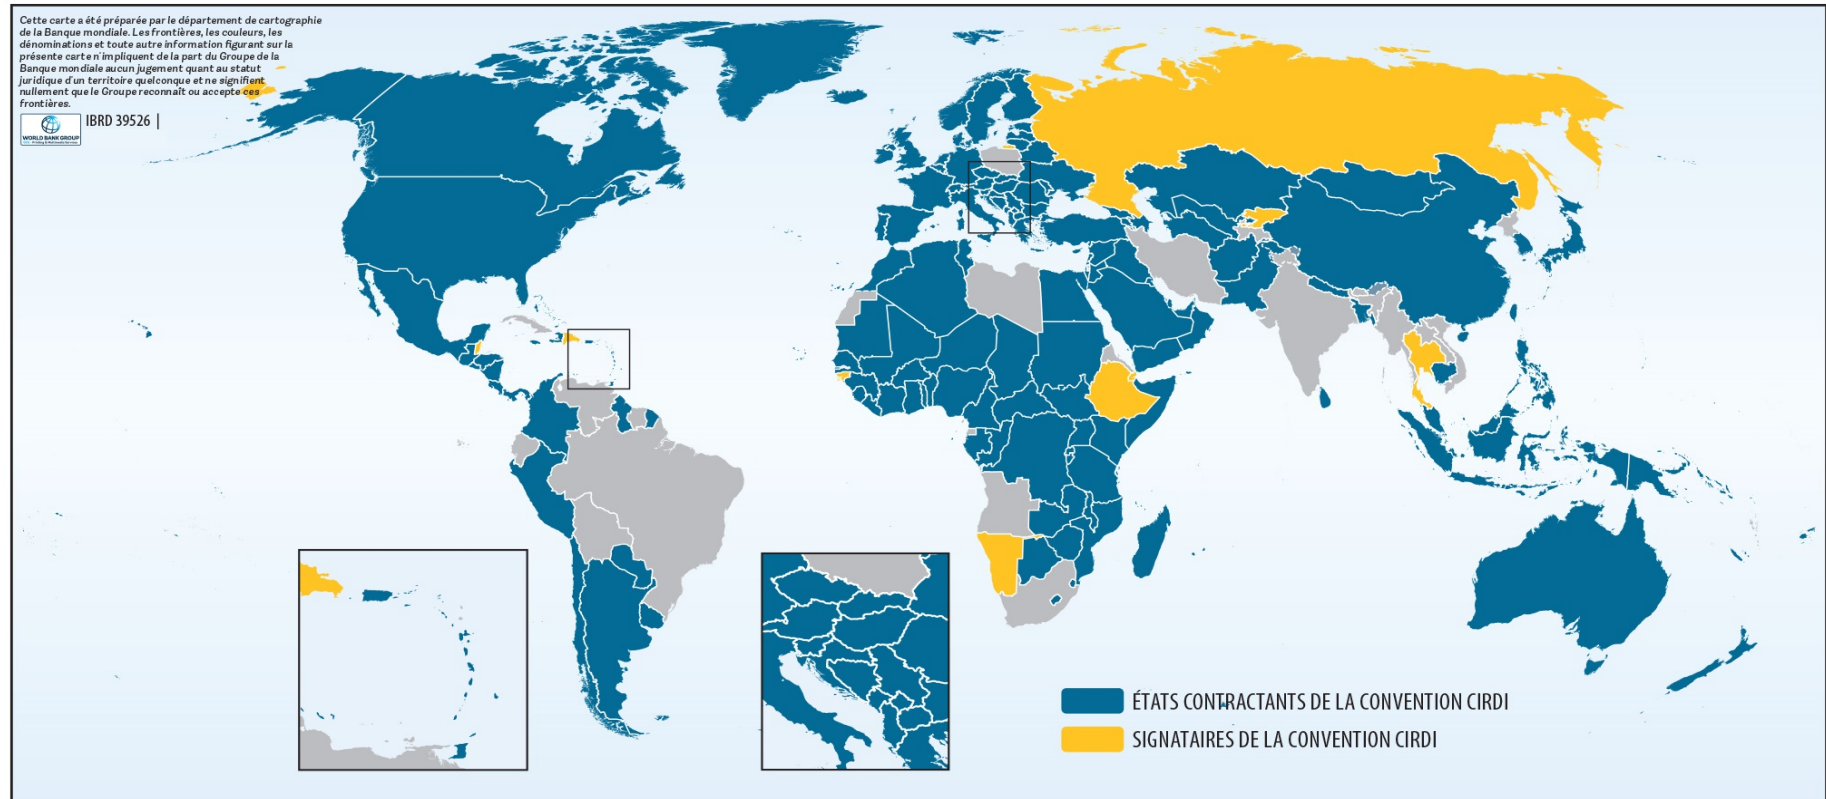 Cette carte a été préparée par le département de cartographie
de la Banque mondiale. Les frontières, les couleurs, les
dénominations et toute autre information figurant sur la
présente carte n'impliquent de la part du Groupe de la
Banque mondiale aucun jugement quant au statut
juridique d'un territoire quelconque et ne signifient
nullement que le Groupe reconnaît ou accepte ces
frontières.
IBRD 39526 |
WORLD BANK GROUP
Printing & Multimedia Services
ÉTATS CONTRACTANTS DE LA CONVENTION CIRDI
SIGNATAIRES DE LA CONVENTION CIRDI